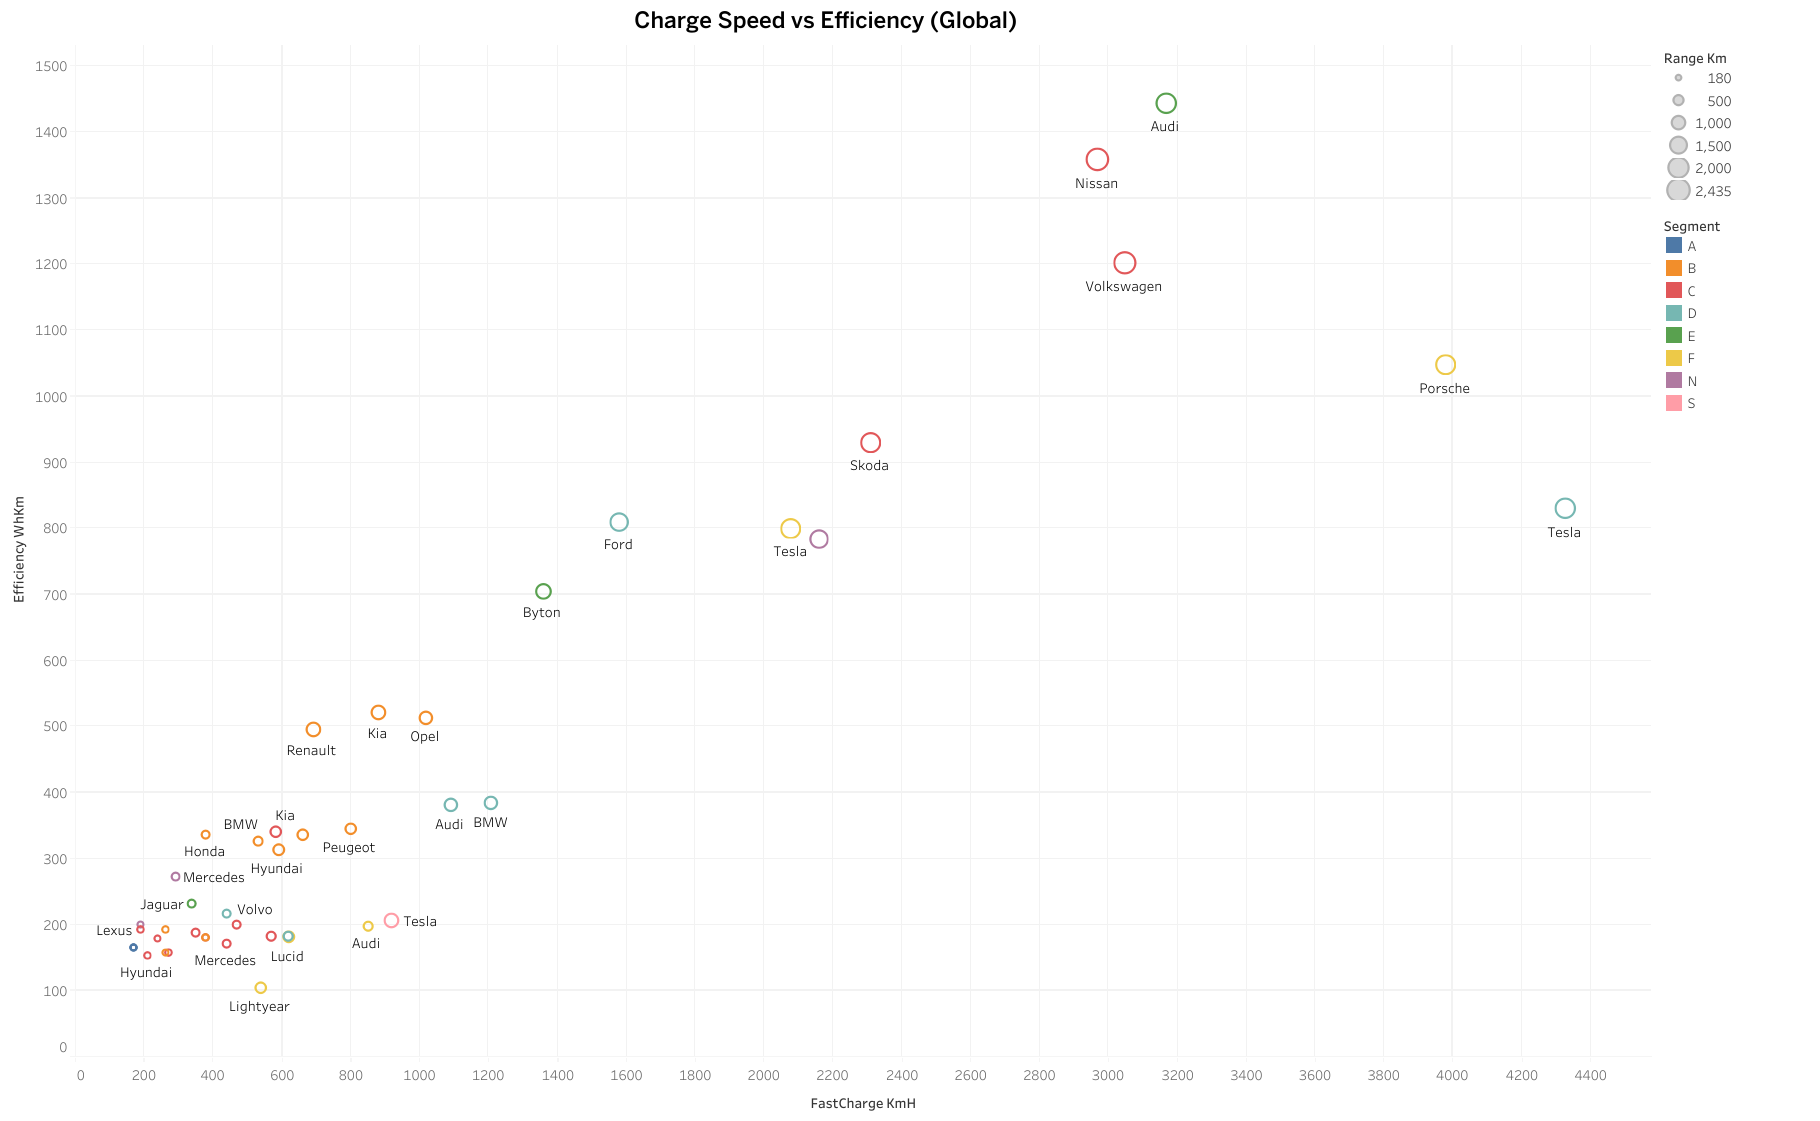 Charge Speed vs Efficiency (Global)
Range Km
180
500
1,000
1,500
2,000
2,435
Segment
A
B
C
D
E
F
N
S
Efficiency WhKm
1500
1400
1300
1200
1100
1000
900
800
700
600
500
400
300
200
100
0
Audi
Nissan
Volkswagen
Porsche
Skoda
Tesla
Ford
Tesla
Byton
Kia
Opel
Renault
Kia
BMW
Audi
BMW
Honda
Peugeot
Hyundai
Mercedes
Jaguar
Volvo
Tesla
Lexus
Audi
Mercedes
Lucid
Hyundai
Lightyear
0 200 400 600 800 1000 1200 1400 1600 1800 2000 2200 2400 2600 2800 3000 3200 3400 3600 3800 4000 4200 4400
FastCharge KmH